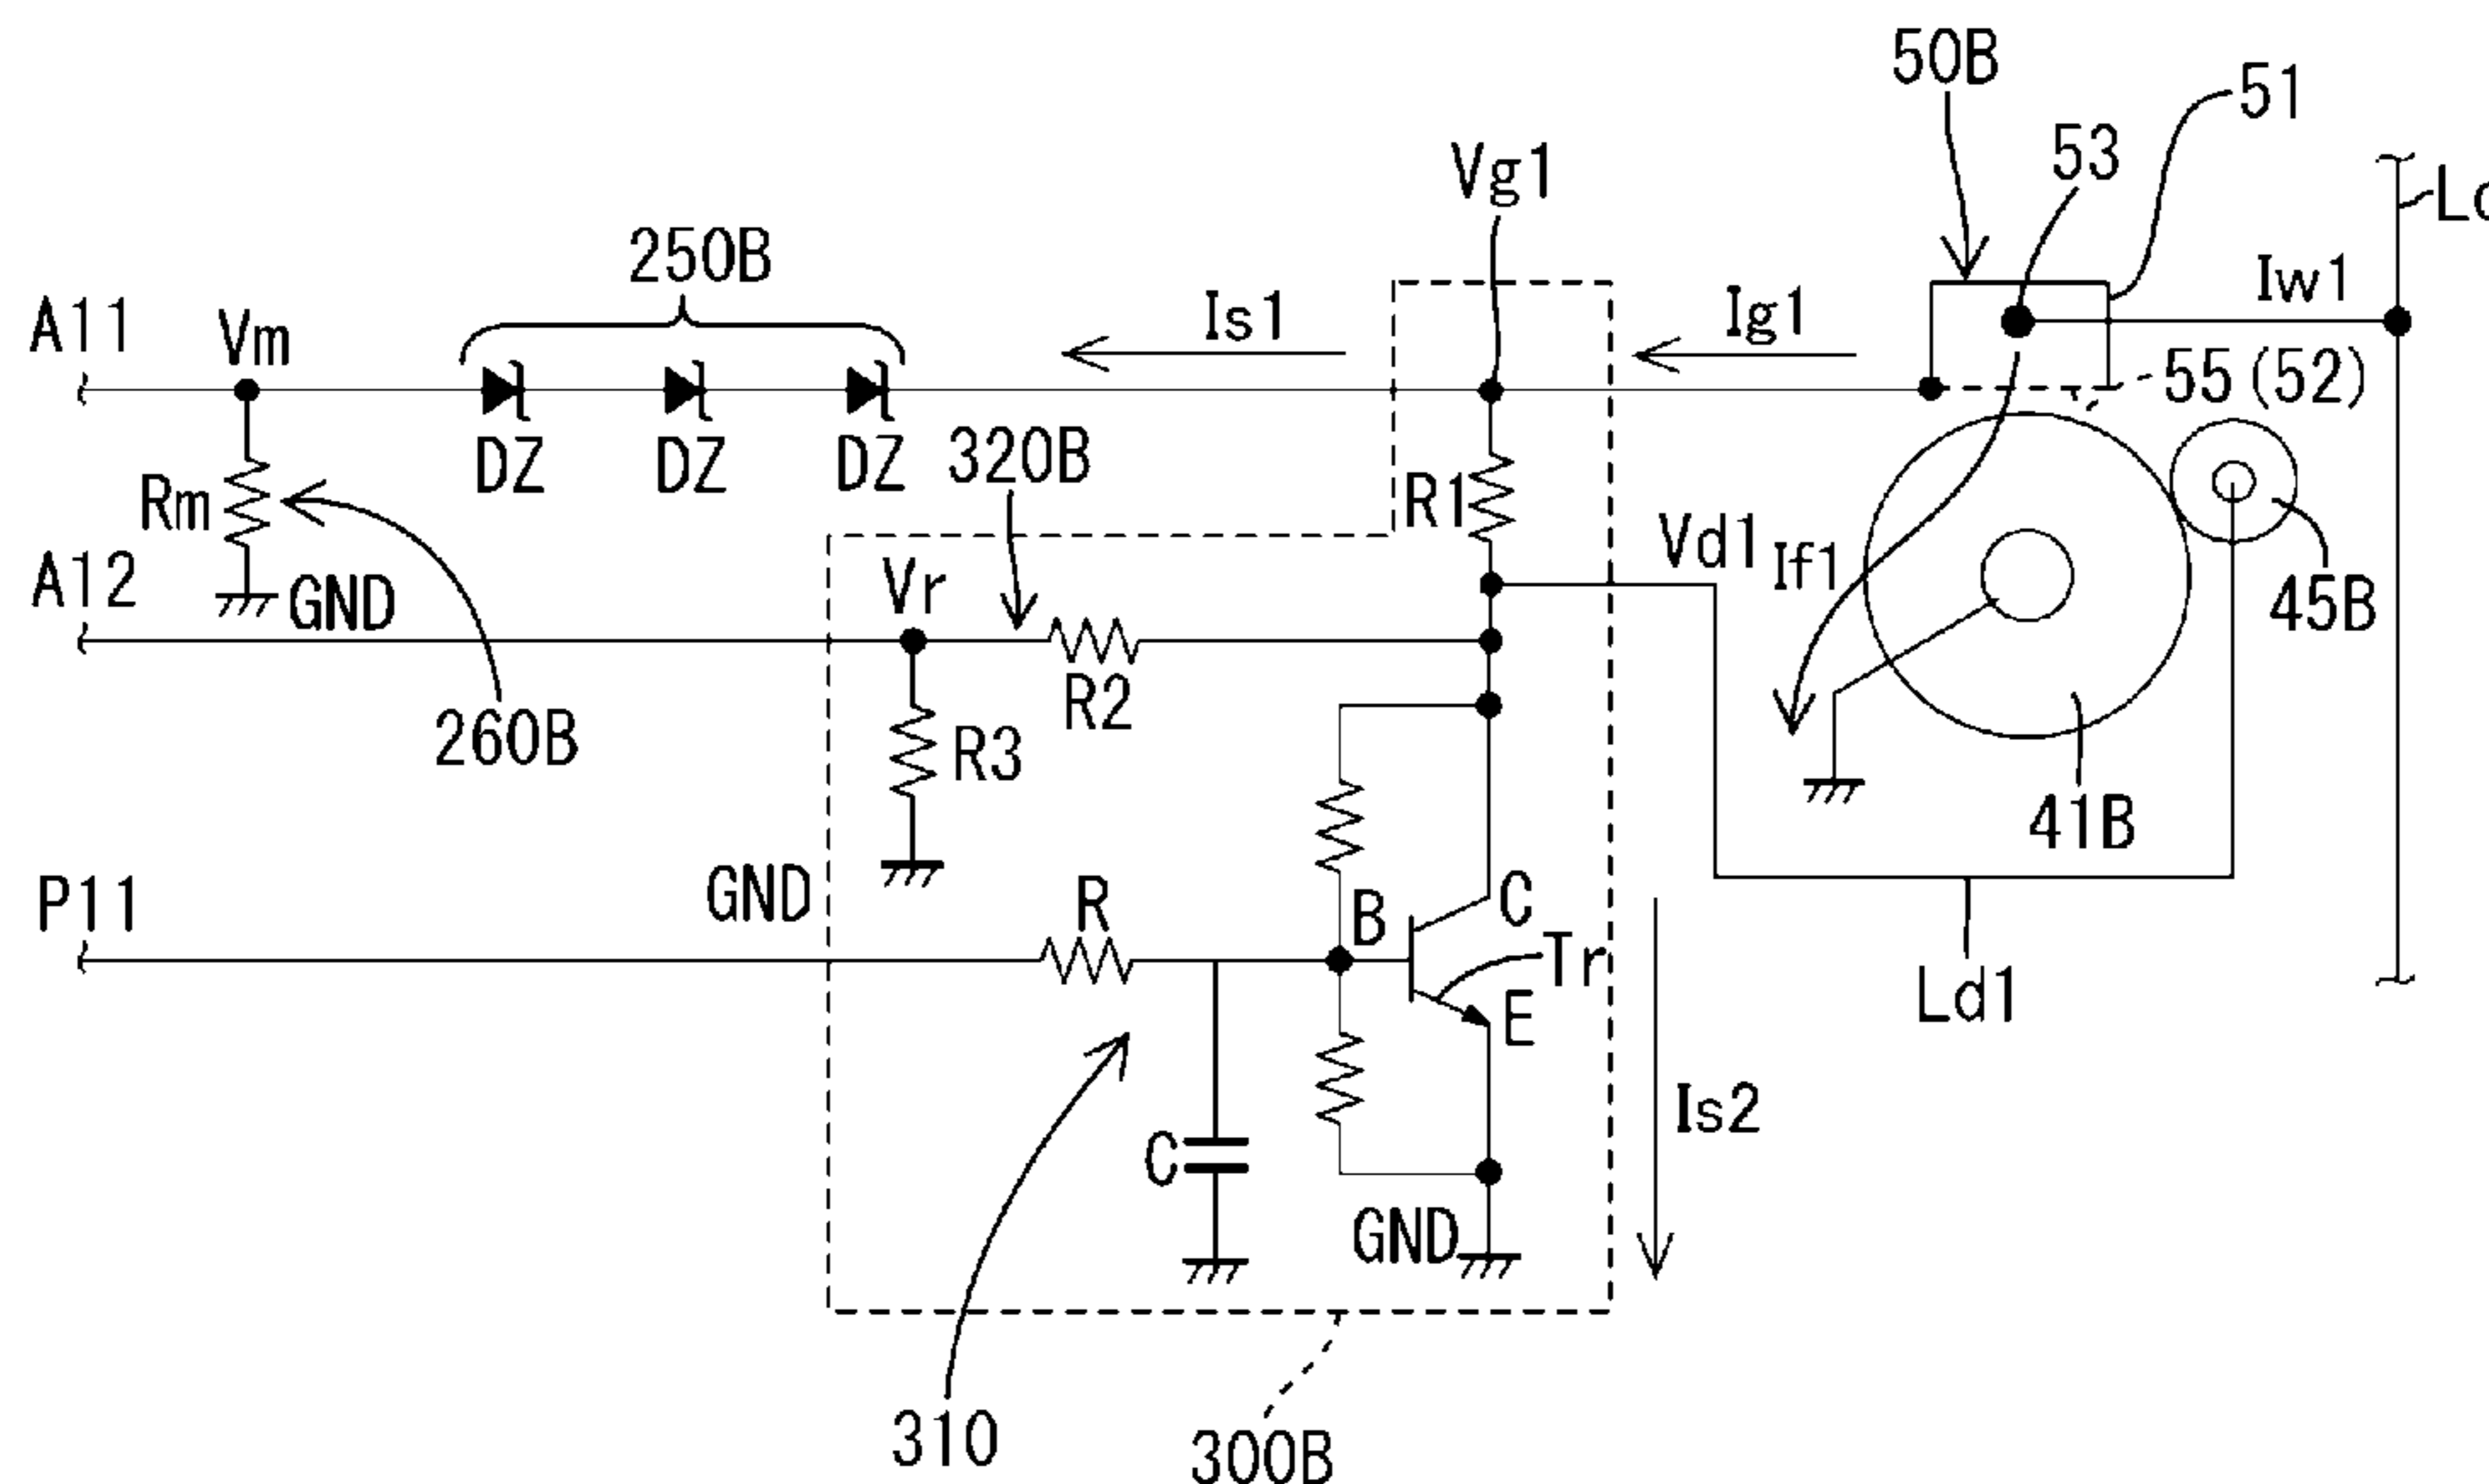 50B
51
53
Vg1
250B
Iw1
Is1
Ig1
A11
Vm
55 (52)
DZ
DZ
DZ
320B
R1
Rm
Vd1
If1
A12
GND
Vr
45B
R2
260B
R3
41B
GND
P11
R
B
C
Tr
Ld1
E
Is2
C
GND
310
300B